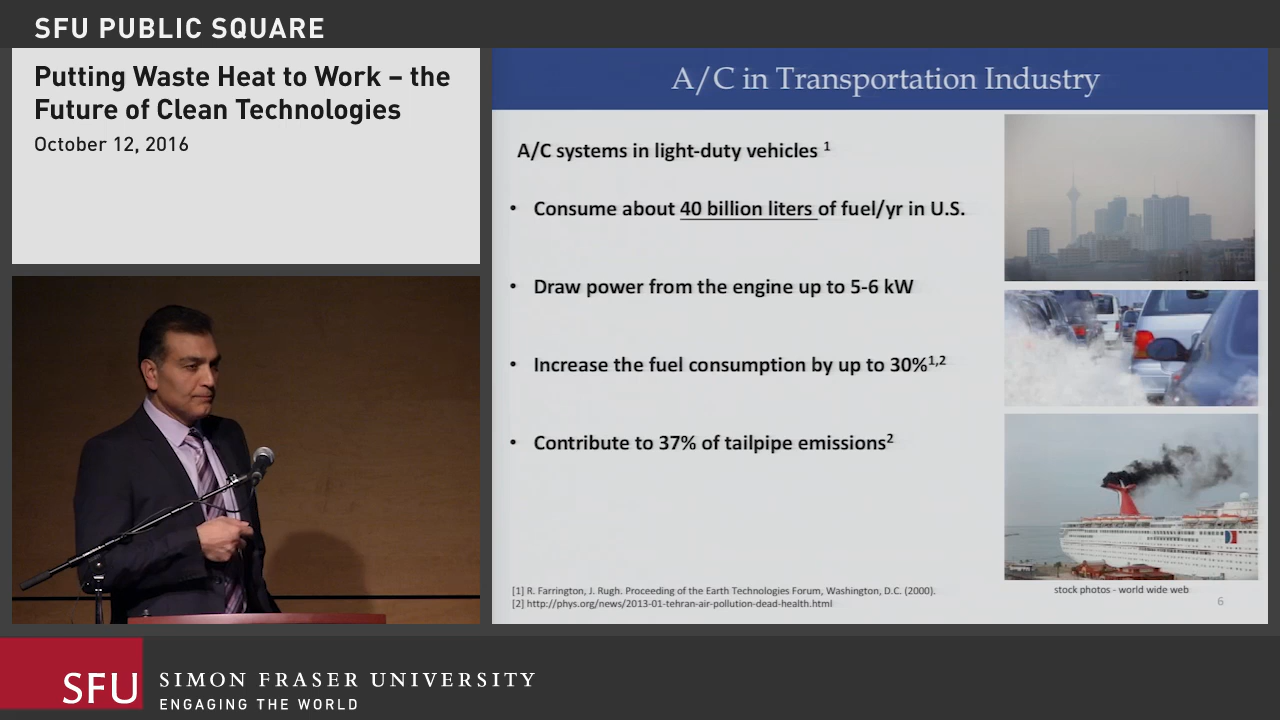 SFU PUBLIC SQUARE
Putting Waste Heat to Work – the
Future of Clean Technologies
October 12, 2016
A/C in Transportation Industry
A/C systems in light-duty vehicles ¹
• Consume about 40 billion liters of fuel/yr in U.S.
• Draw power from the engine up to 5-6 kW
• Increase the fuel consumption by up to 30%¹,²
• Contribute to 37% of tailpipe emissions²
[1] R. Farrington, J. Rugh. Proceeding of the Earth Technologies Forum, Washington, D.C. (2000).
[2] http://phys.org/news/2013-01-tehran-air-pollution-dead-health.html
stock photos - world wide web
6
SFU
SIMON FRASER UNIVERSITY
ENGAGING THE WORLD